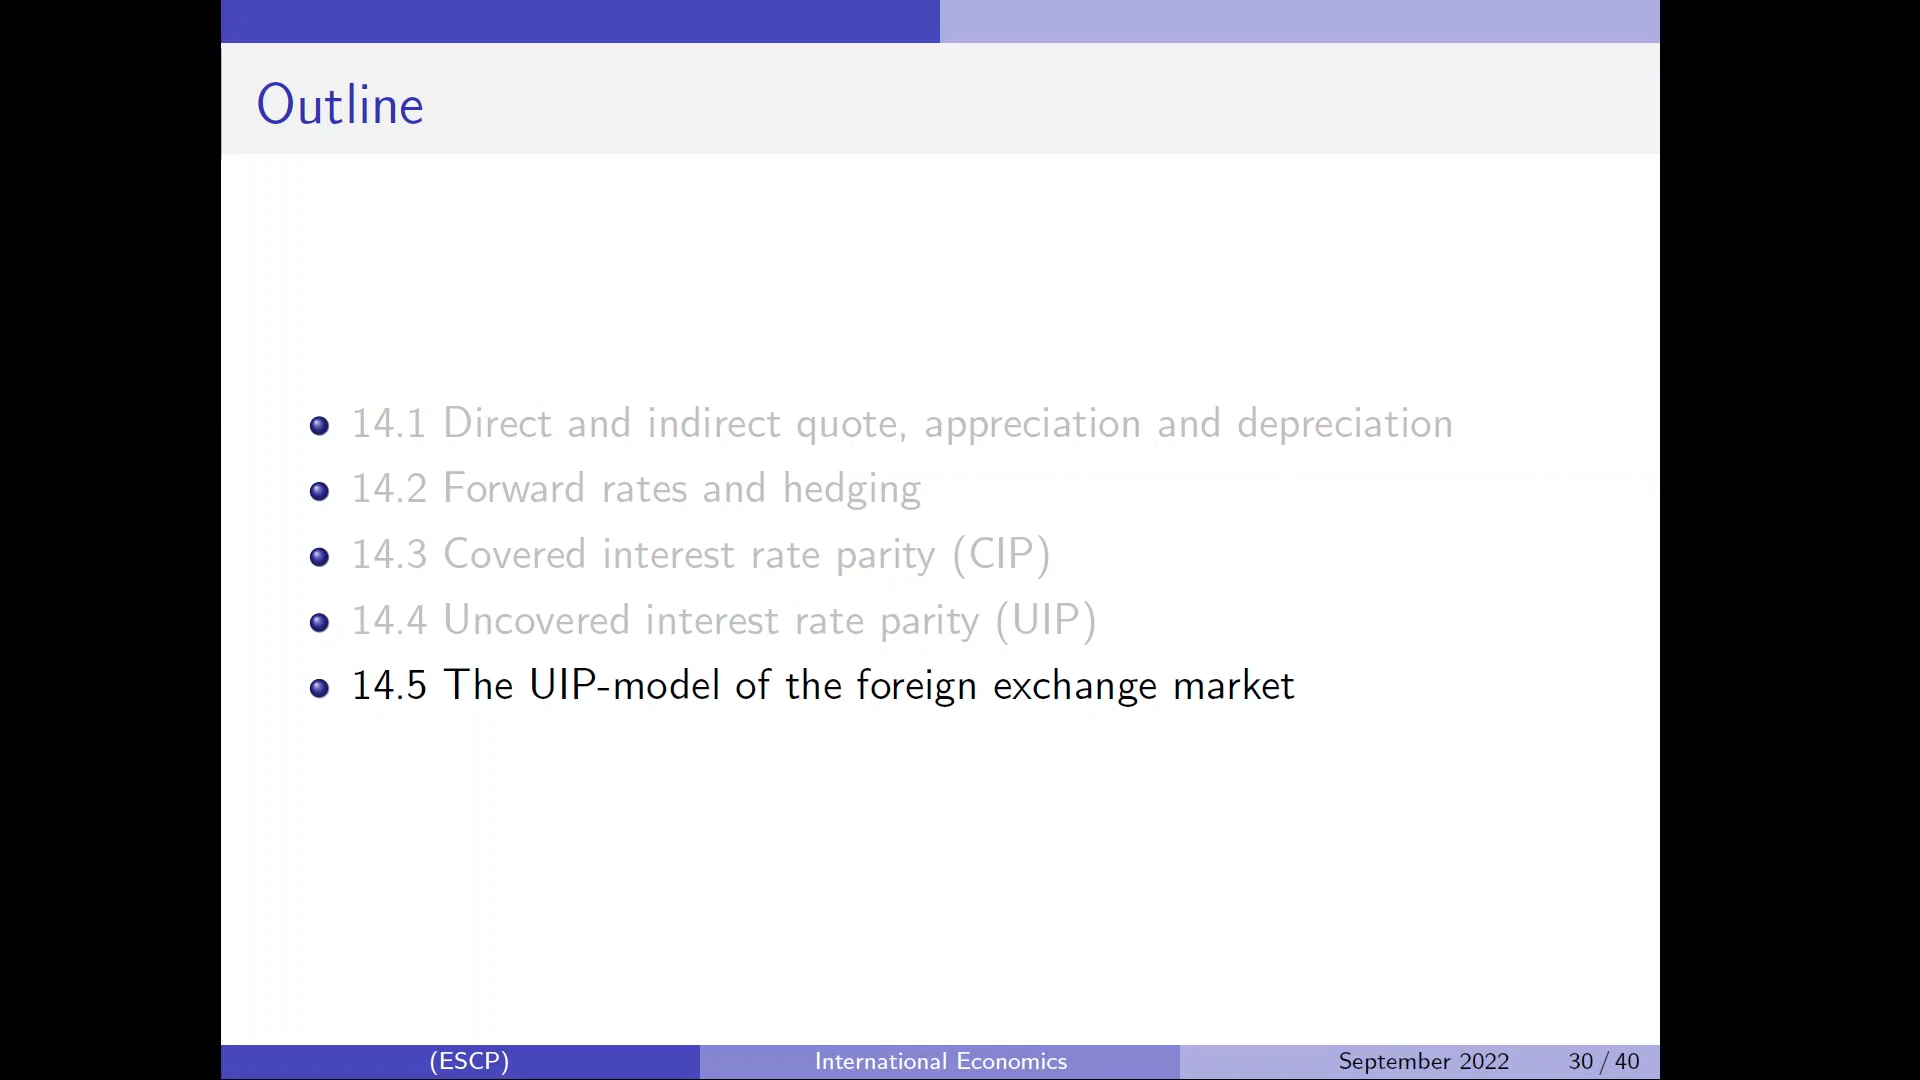 Outline
14.1 Direct and indirect quote, appreciation and depreciation
14.2 Forward rates and hedging
14.3 Covered interest rate parity (CIP)
14.4 Uncovered interest rate parity (UIP)
14.5 The UIP-model of the foreign exchange market
(ESCP) International Economics September 2022 30 / 40